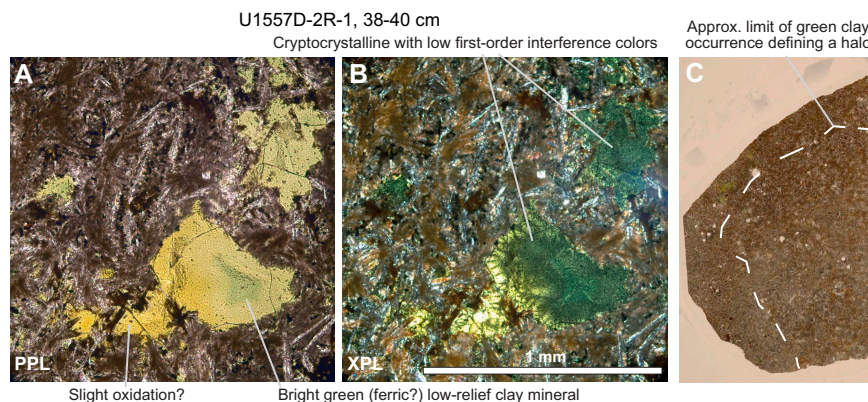 U1557D-2R-1, 38-40 cm
Cryptocrystalline with low first-order interference colors
Approx. limit of green clay
occurrence defining a halo
A
B
C
PPL
XPL
1 mm
Slight oxidation?
Bright green (ferric?) low-relief clay mineral